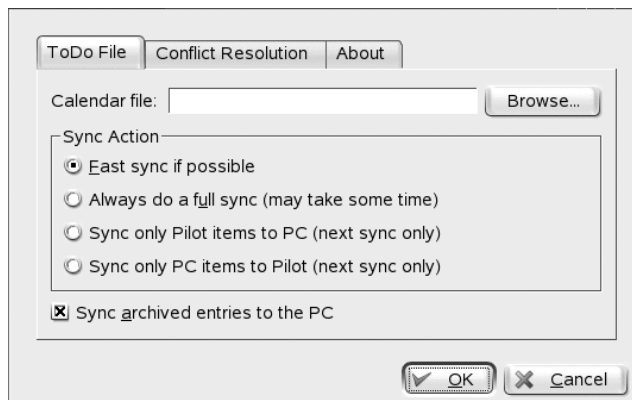 ToDo File Conflict Resolution About
Calendar file: Browse...
Sync Action
Fast sync if possible
Always do a full sync (may take some time)
Sync only Pilot items to PC (next sync only)
Sync only PC items to Pilot (next sync only)
Sync archived entries to the PC
OK Cancel